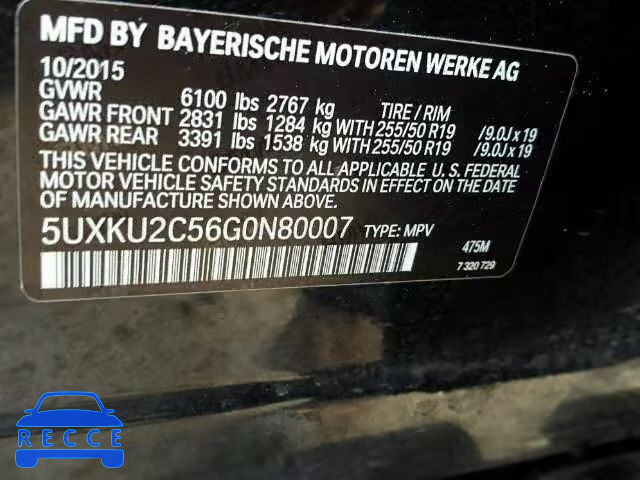 MFD BY BAYERISCHE MOTOREN WERKE AG
10/2015
GVWR 6100 lbs 2767 kg TIRE / RIM
GAWR FRONT 2831 lbs 1284 kg WITH 255/50 R19 /9.0J x 19
GAWR REAR 3391 lbs 1538 kg WITH 255/50 R19 /9.0J x 19
THIS VEHICLE CONFORMS TO ALL APPLICABLE U. S. FEDERAL
MOTOR VEHICLE SAFETY STANDARDS IN EFFECT ON THE DATE
OF MANUFACTURE SHOWN ABOVE.
5UXKU2C56G0N80007 TYPE: MPV
475M
7 320 729
RECCE